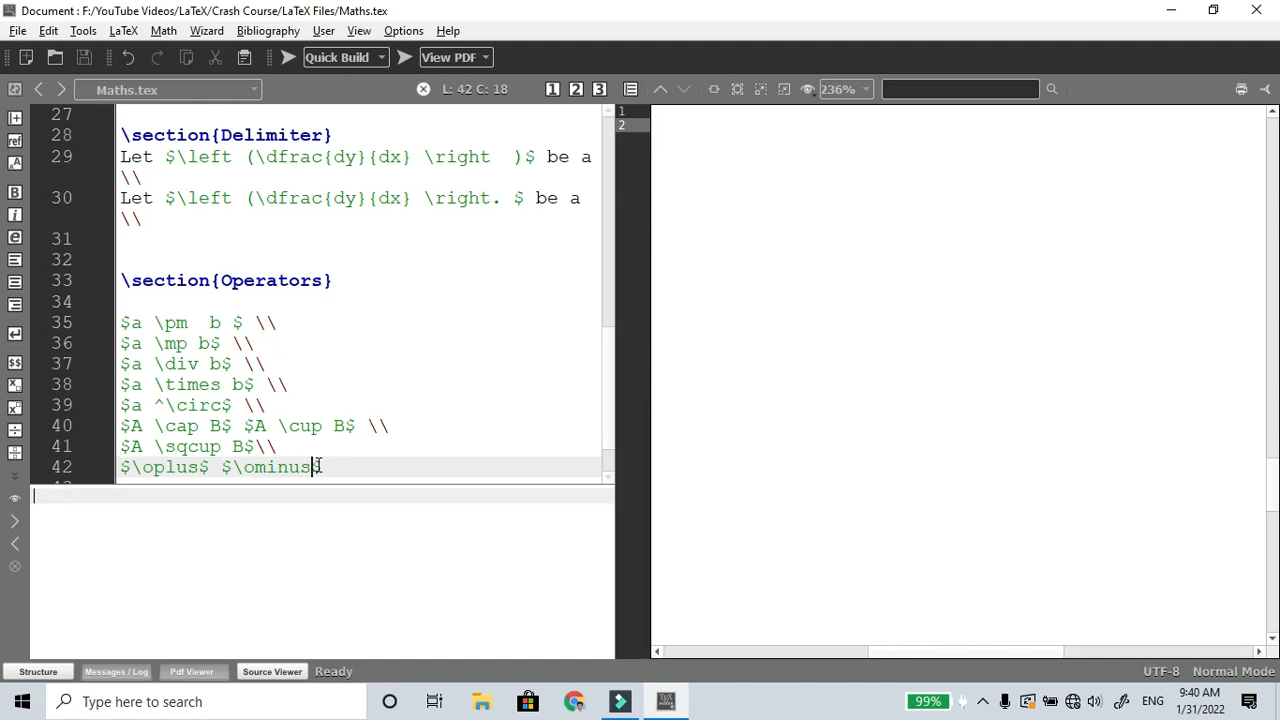 Document : F:/YouTube Videos/LaTeX/Crash Course/LaTeX Files/Maths.tex
File Edit Tools LaTeX Math Wizard Bibliography User View Options Help
Quick Build View PDF
Maths.tex L: 42 C: 18 1 2 3 236%
27
28 \section{Delimiter}
29 Let $\left (\dfrac{dy}{dx} \right  )$ be a
\\
30 Let $\left (\dfrac{dy}{dx} \right. $ be a
\\
31
32
33 \section{Operators}
34
35 $a \pm  b $ \\
36 $a \mp b$ \\
37 $a \div b$ \\
38 $a \times b$ \\
39 $a ^\circ$ \\
40 $A \cap B$ $A \cup B$ \\
41 $A \sqcup B$\\
42 $\oplus$ $\ominus$
1
2
Structure Messages / Log Pdf Viewer Source Viewer Ready UTF-8 Normal Mode
Type here to search 99% ENG 9:40 AM
1/31/2022